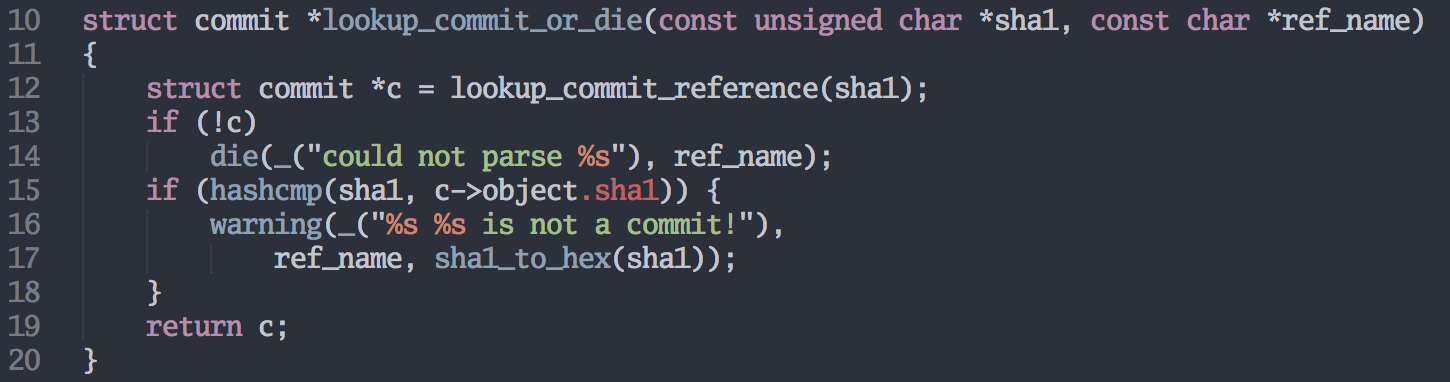 10 struct commit *lookup_commit_or_die(const unsigned char *sha1, const char *ref_name)
11 {
12     struct commit *c = lookup_commit_reference(sha1);
13     if (!c)
14         die(_("could not parse %s"), ref_name);
15     if (hashcmp(sha1, c->object.sha1)) {
16         warning(_("%s %s is not a commit!"),
17             ref_name, sha1_to_hex(sha1));
18     }
19     return c;
20 }